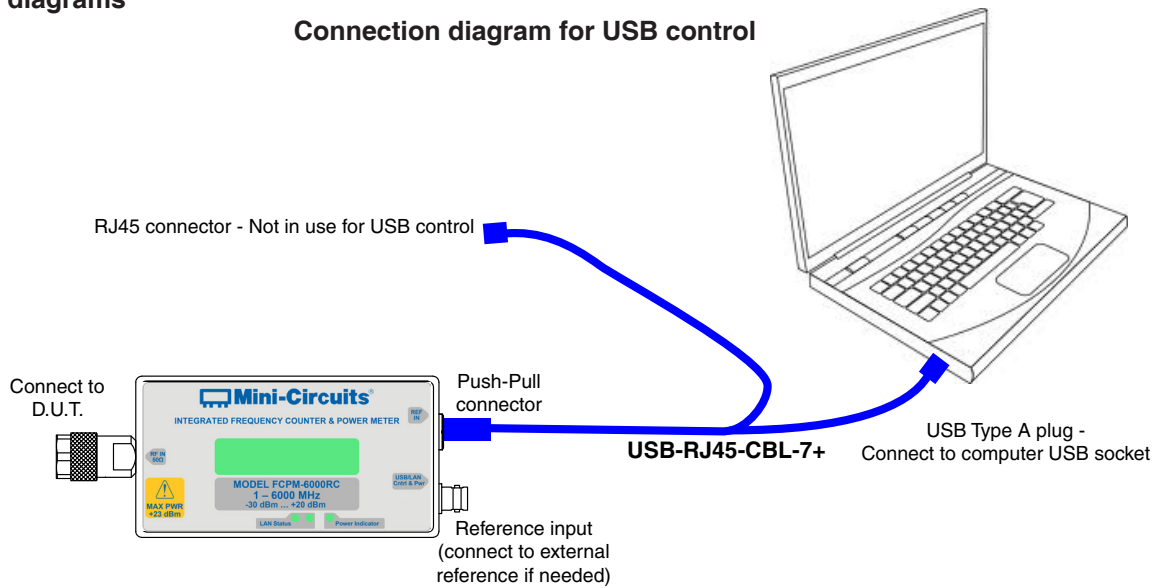 diagrams
Connection diagram for USB control
RJ45 connector - Not in use for USB control
Connect to
D.U.T.
Mini-Circuits®
INTEGRATED FREQUENCY COUNTER & POWER METER
REF
IN
RF IN
50Ω
MODEL FCPM-6000RC
1 – 6000 MHz
-30 dBm ... +20 dBm
USB/LAN
Cntrl & Pwr
MAX PWR
+23 dBm
LAN Status
Power Indicator
Push-Pull
connector
USB-RJ45-CBL-7+
USB Type A plug -
Connect to computer USB socket
Reference input
(connect to external
reference if needed)